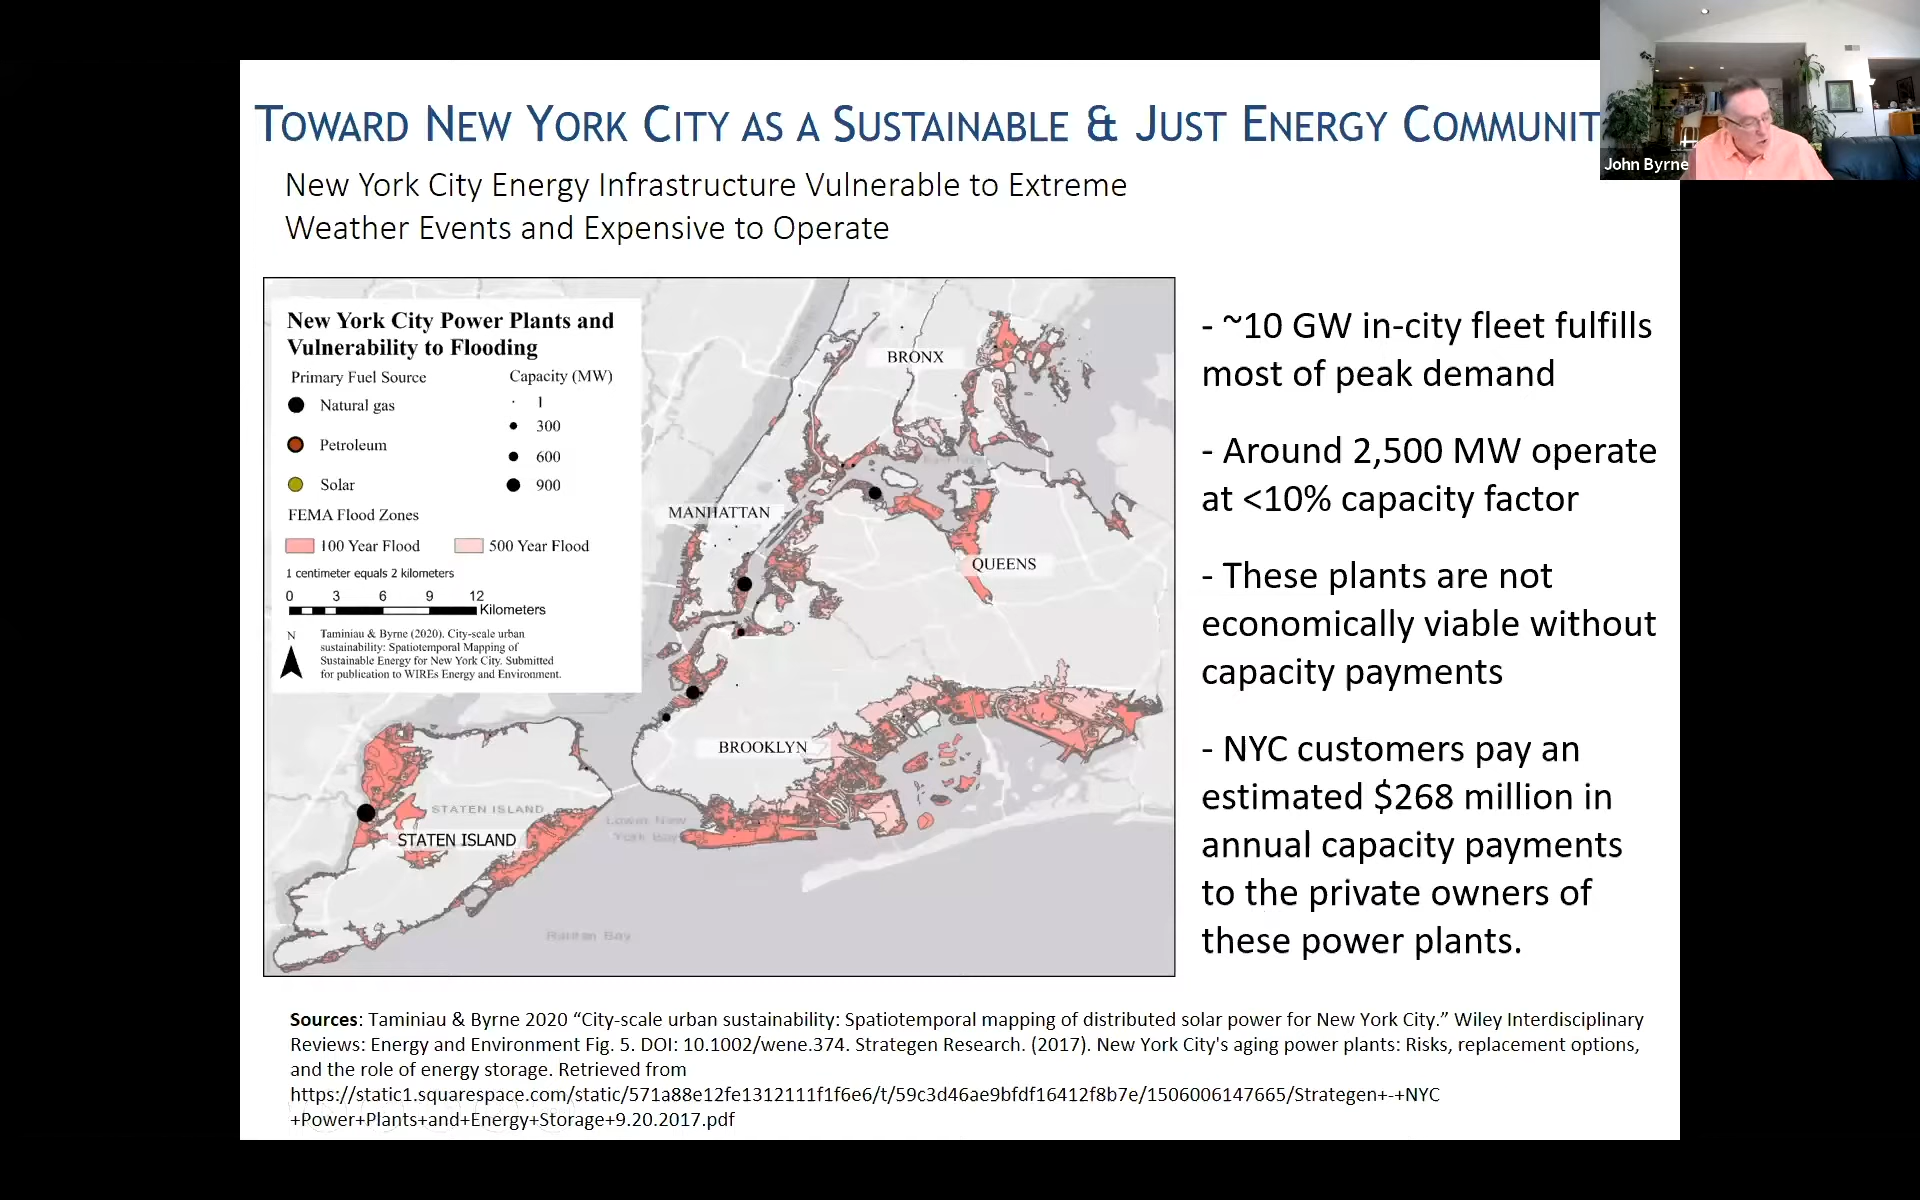 TOWARD NEW YORK CITY AS A SUSTAINABLE & JUST ENERGY COMMUNIT
John Byrne
New York City Energy Infrastructure Vulnerable to Extreme
Weather Events and Expensive to Operate
New York City Power Plants and
Vulnerability to Flooding
Primary Fuel Source
Capacity (MW)
Natural gas
1
300
Petroleum
600
Solar
900
FEMA Flood Zones
100 Year Flood
500 Year Flood
1 centimeter equals 2 kilometers
0 3 6 9 12
Kilometers
N
Taminiau & Byrne (2020). City-scale urban
sustainability: Spatiotemporal Mapping of
Sustainable Energy for New York City. Submitted
for publication to WIREs Energy and Environment.
BRONX
MANHATTAN
QUEENS
BROOKLYN
STATEN ISLAND
STATEN ISLAND
Lower New
York Bay
Raritan Bay
- ~10 GW in-city fleet fulfills
most of peak demand
- Around 2,500 MW operate
at <10% capacity factor
- These plants are not
economically viable without
capacity payments
- NYC customers pay an
estimated $268 million in
annual capacity payments
to the private owners of
these power plants.
Sources: Taminiau & Byrne 2020 “City-scale urban sustainability: Spatiotemporal mapping of distributed solar power for New York City.” Wiley Interdisciplinary
Reviews: Energy and Environment Fig. 5. DOI: 10.1002/wene.374. Strategen Research. (2017). New York City's aging power plants: Risks, replacement options,
and the role of energy storage. Retrieved from
https://static1.squarespace.com/static/571a88e12fe1312111f1f6e6/t/59c3d46ae9bfdf16412f8b7e/1506006147665/Strategen+-+NYC
+Power+Plants+and+Energy+Storage+9.20.2017.pdf